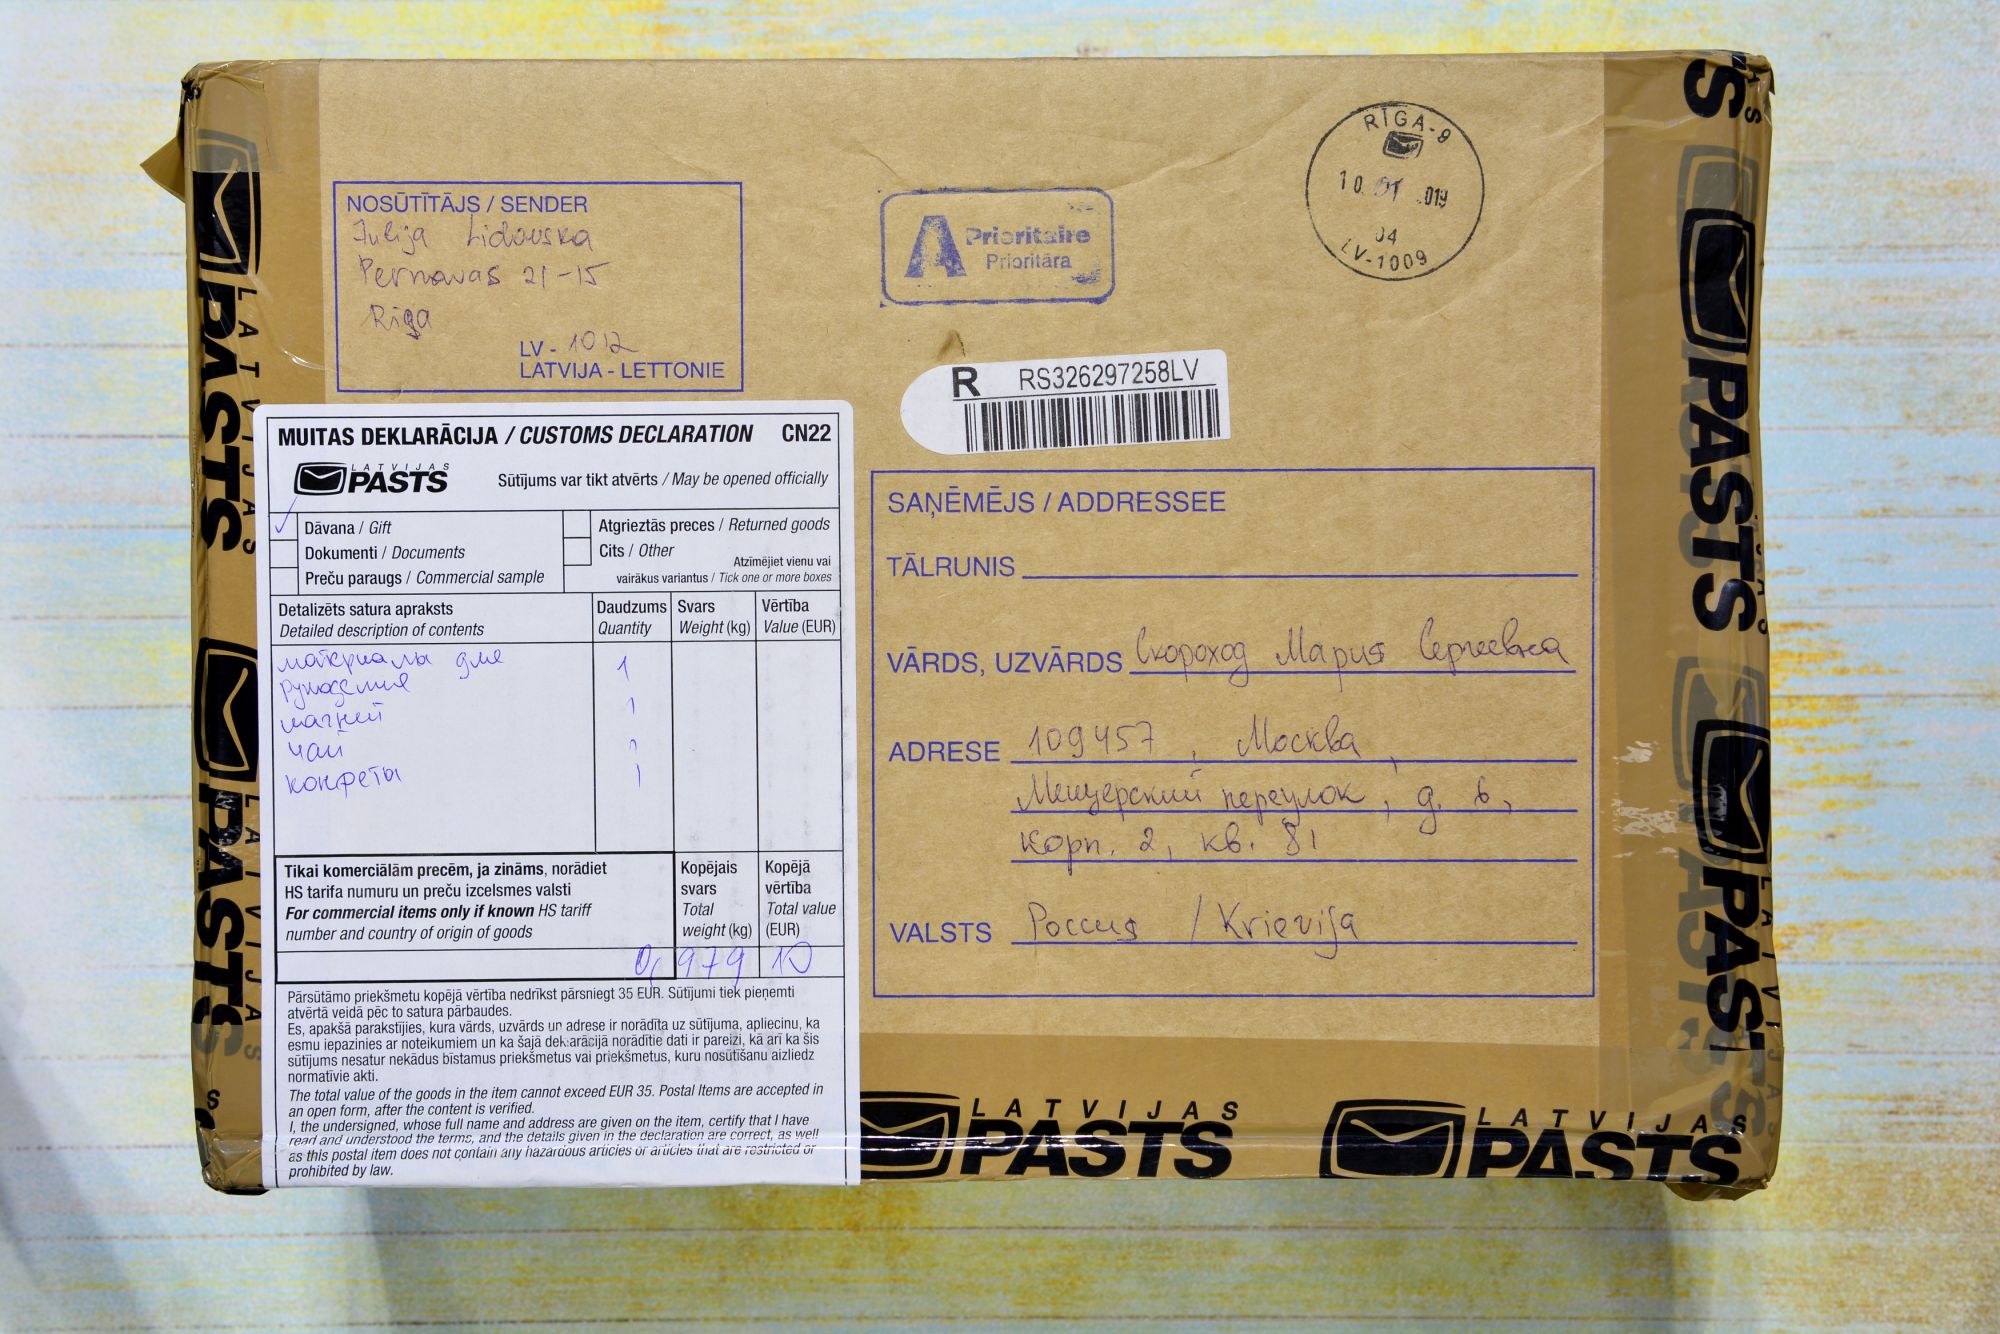 NOSŪTĪTĀJS / SENDER
Julija Lidovska
Pernavas 21-15
Rīga
LV - 1012
LATVIJA - LETTONIE
A Prioritaire
Prioritāra
RĪGA-9
10 01 .019
04
LV-1009
R RS326297258LV
MUITAS DEKLARĀCIJA / CUSTOMS DECLARATION CN22
LATVIJAS
PASTS
Sūtījums var tikt atvērts / May be opened officially
Dāvana / Gift
Dokumenti / Documents
Preču paraugs / Commercial sample
Atgrieztās preces / Returned goods
Cits / Other
Atzīmējiet vienu vai
vairākus variantus / Tick one or more boxes
Detalizēts satura apraksts
Detailed description of contents
Daudzums
Quantity
Svars
Weight (kg)
Vērtība
Value (EUR)
материалы для 1
рукоделия
магнит 1
чай 1
конфеты 1
Tikai komerciālām precēm, ja zināms, norādiet
HS tarifa numuru un preču izcelsmes valsti
For commercial items only if known HS tariff
number and country of origin of goods
Kopējais
svars
Total
weight (kg)
Kopējā
vērtība
Total value
(EUR)
0,979 10
Pārsūtāmo priekšmetu kopējā vērtība nedrīkst pārsniegt 35 EUR. Sūtījumi tiek pieņemti
atvērtā veidā pēc to satura pārbaudes.
Es, apakšā parakstījies, kura vārds, uzvārds un adrese ir norādīta uz sūtījuma, apliecinu, ka
esmu iepazinies ar noteikumiem un ka šajā deklarācijā norādītie dati ir pareizi, kā arī ka šis
sūtījums nesatur nekādus bīstamus priekšmetus vai priekšmetus, kuru nosūtīšanu aizliedz
normatīvie akti.
The total value of the goods in the item cannot exceed EUR 35. Postal Items are accepted in
an open form, after the content is verified.
I, the undersigned, whose full name and address are given on the item, certify that I have
read and understood the terms, and the details given in the declaration are correct, as well
as this postal item does not contain any hazardous articles or articles that are restricted or
prohibited by law.
SAŅĒMĒJS / ADDRESSEE
TĀLRUNIS
VĀRDS, UZVĀRDS Скороход Мария Сергеевна
ADRESE 109457, Москва,
Мещерский переулок, д. 6,
корп. 2, кв. 81
VALSTS Россия / Krievija
LATVIJAS
PASTS
LATVIJAS
PASTS
LATVIJAS
PASTS
LATVIJAS
PASTS
PASTS
PASTS